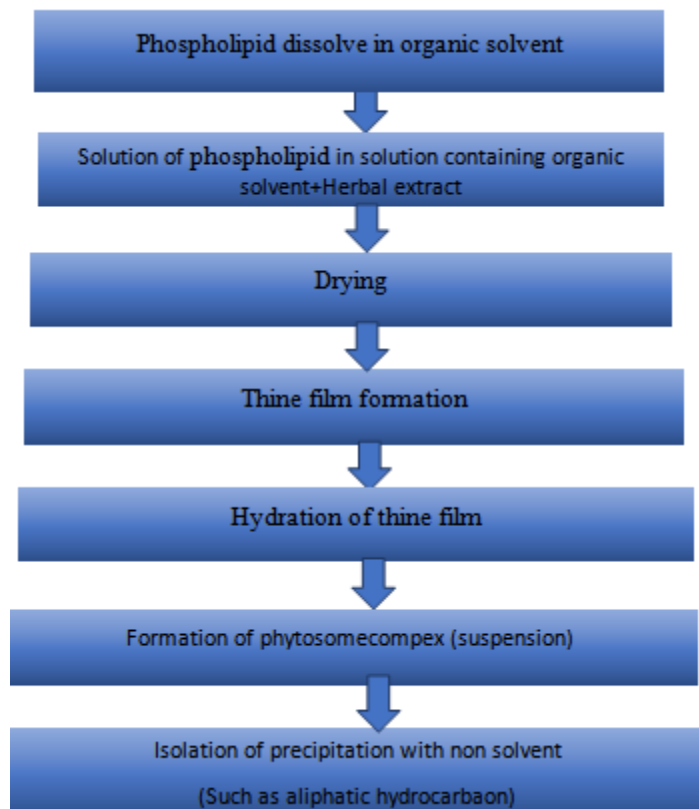 Phospholipid dissolve in organic solvent
Solution of phospholipid in solution containing organic
solvent+Herbal extract
Drying
Thine film formation
Hydration of thine film
Formation of phytosomecompex (suspension)
Isolation of precipitation with non solvent
(Such as aliphatic hydrocarbaon)